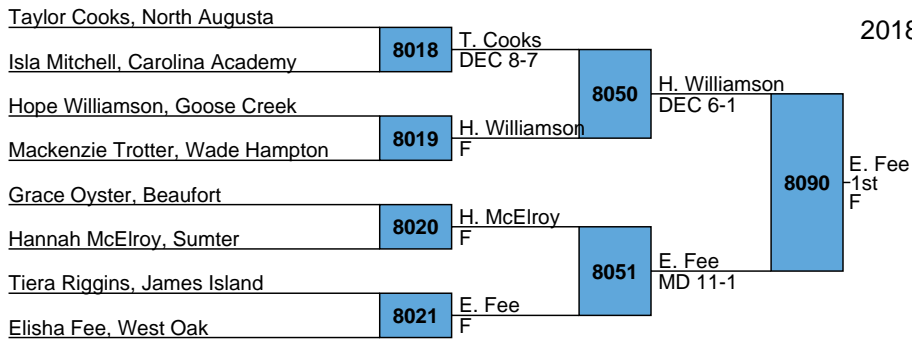 Taylor Cooks, North Augusta
8018
T. Cooks
DEC 8-7
Isla Mitchell, Carolina Academy
8050
H. Williamson
DEC 6-1
Hope Williamson, Goose Creek
8019
H. Williamson
F
Mackenzie Trotter, Wade Hampton
8090
E. Fee
1st
F
Grace Oyster, Beaufort
8020
H. McElroy
F
Hannah McElroy, Sumter
8051
E. Fee
MD 11-1
Tiera Riggins, James Island
8021
E. Fee
F
Elisha Fee, West Oak
2018